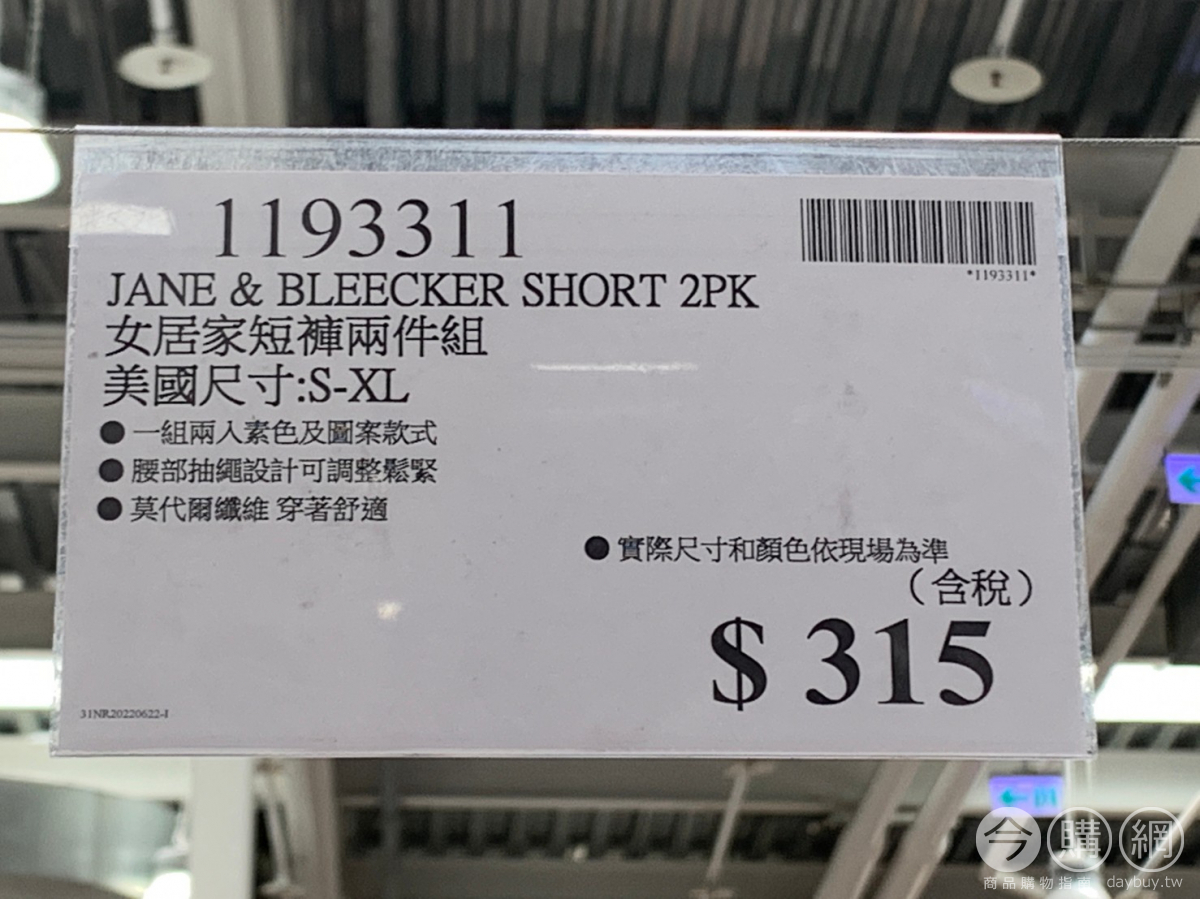 1193311
*1193311*
JANE & BLEECKER SHORT 2PK
女居家短褲兩件組
美國尺寸:S-XL
● 一組兩入素色及圖案款式
● 腰部抽繩設計可調整鬆緊
● 莫代爾纖維 穿著舒適
● 實際尺寸和顏色依現場為準
（含稅）
$ 315
31NR20220622-1
今購網
商品購物指南 daybuy.tw